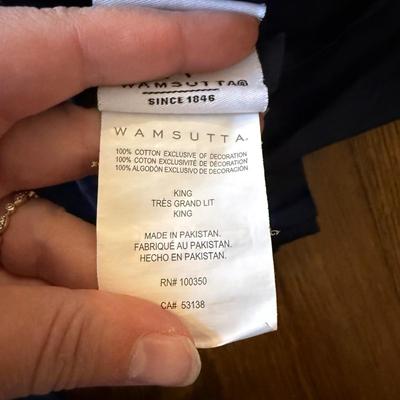 WAMSUTTA®
SINCE 1846
WAMSUTTA®
100% COTTON EXCLUSIVE OF DECORATION
100% COTON EXCLUSIVITÉ DE DÉCORATION
100% ALGODÓN EXCLUSIVO DE DECORACIÓN
KING
TRÈS GRAND LIT
KING
MADE IN PAKISTAN.
FABRIQUÉ AU PAKISTAN.
HECHO EN PAKISTAN.
RN# 100350
CA# 53138